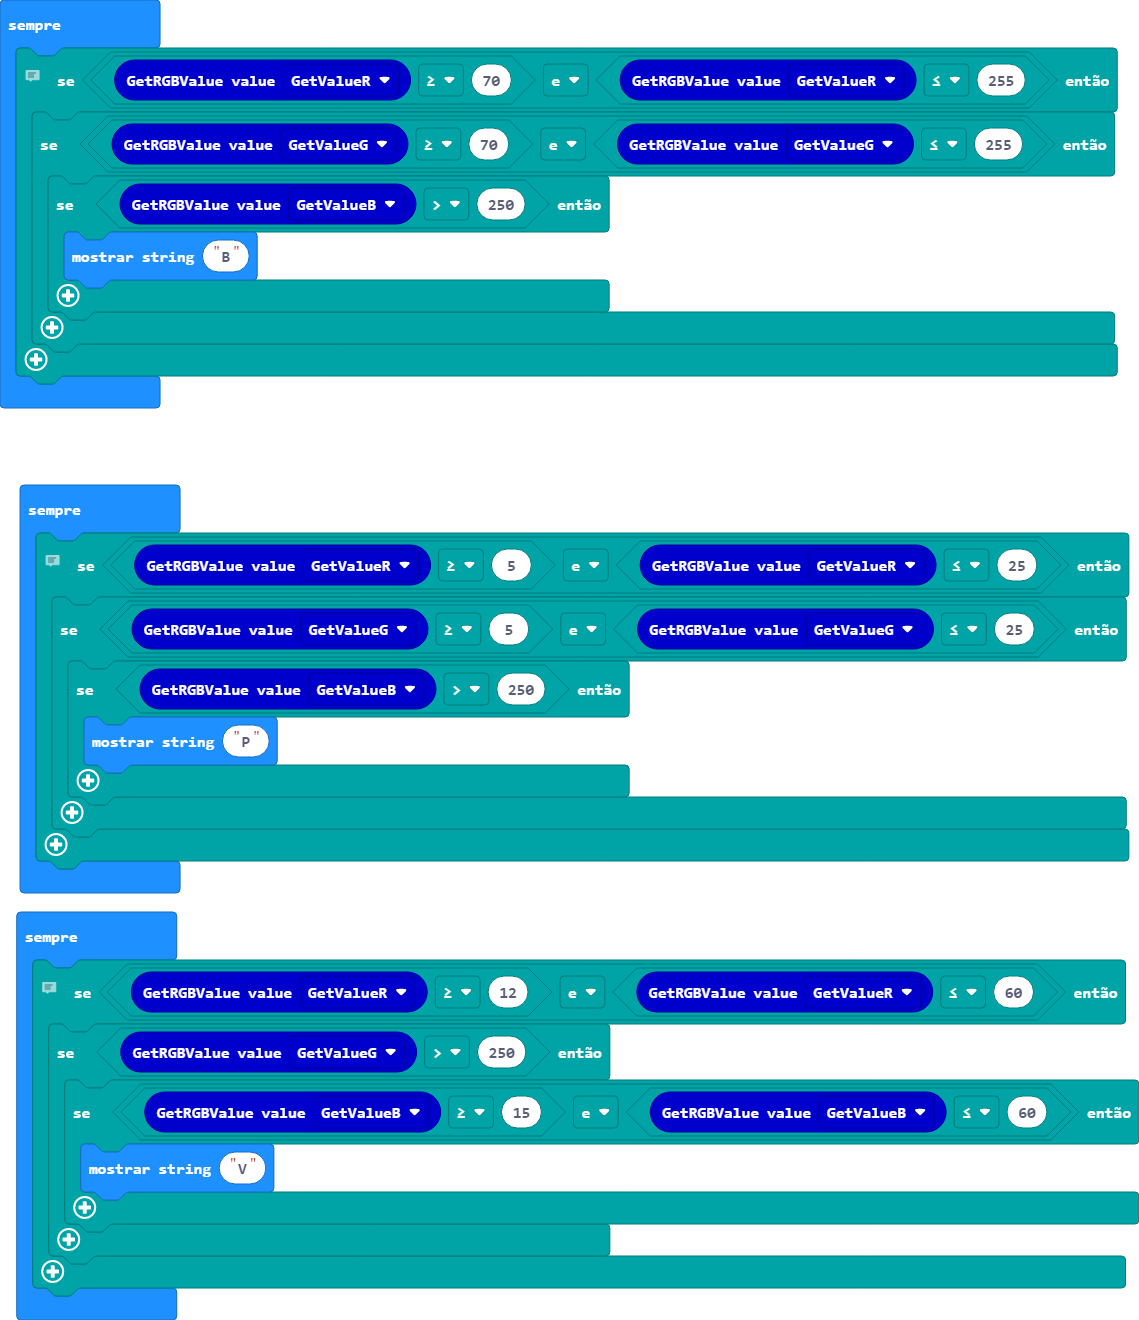 sempre
se GetRGBValue value GetValueR ≥ 70 e GetRGBValue value GetValueR ≤ 255 então
se GetRGBValue value GetValueG ≥ 70 e GetRGBValue value GetValueG ≤ 255 então
se GetRGBValue value GetValueB > 250 então
mostrar string "B"
sempre
se GetRGBValue value GetValueR ≥ 5 e GetRGBValue value GetValueR ≤ 25 então
se GetRGBValue value GetValueG ≥ 5 e GetRGBValue value GetValueG ≤ 25 então
se GetRGBValue value GetValueB > 250 então
mostrar string "P"
sempre
se GetRGBValue value GetValueR ≥ 12 e GetRGBValue value GetValueR ≤ 60 então
se GetRGBValue value GetValueG > 250 então
se GetRGBValue value GetValueB ≥ 15 e GetRGBValue value GetValueB ≤ 60 então
mostrar string "V"